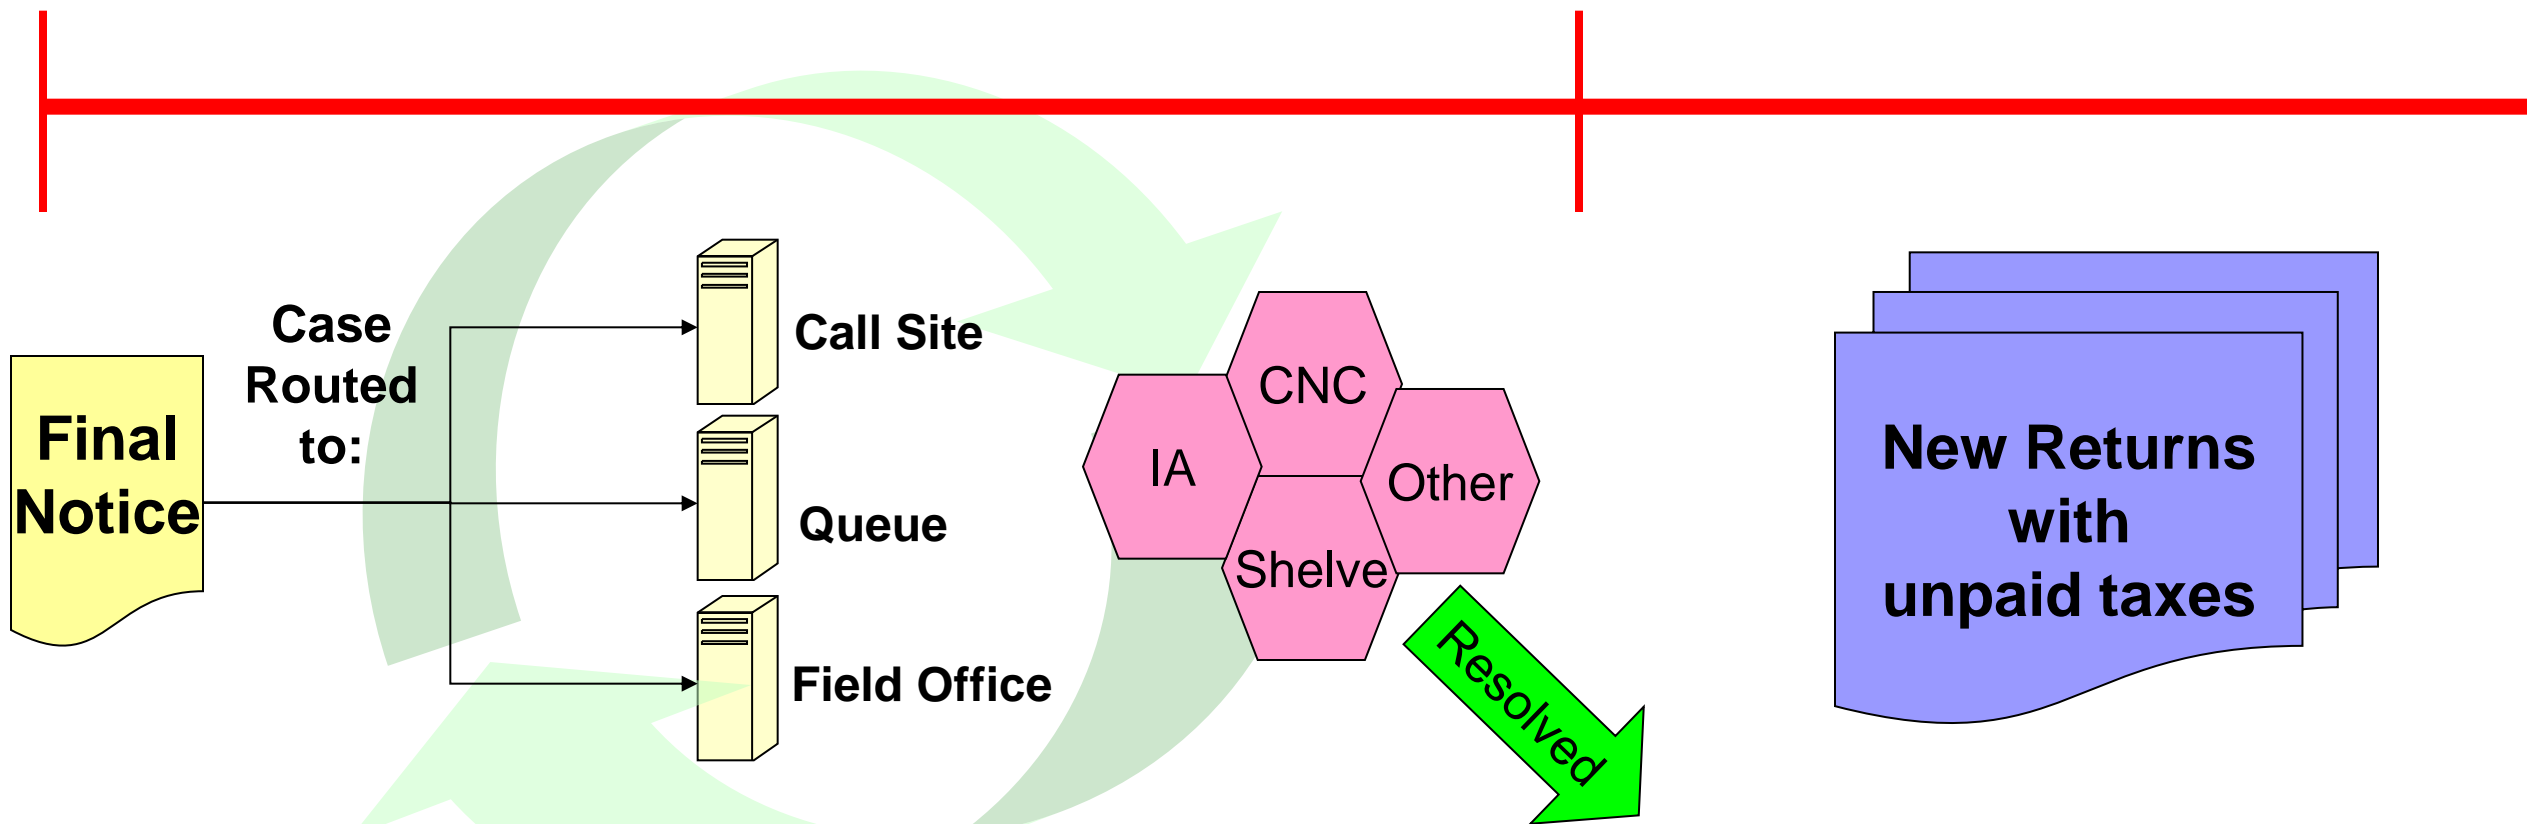 Final
Notice
Case
Routed
to:
Call Site
Queue
Field Office
IA
CNC
Shelve
Other
Resolved
New Returns
with
unpaid taxes